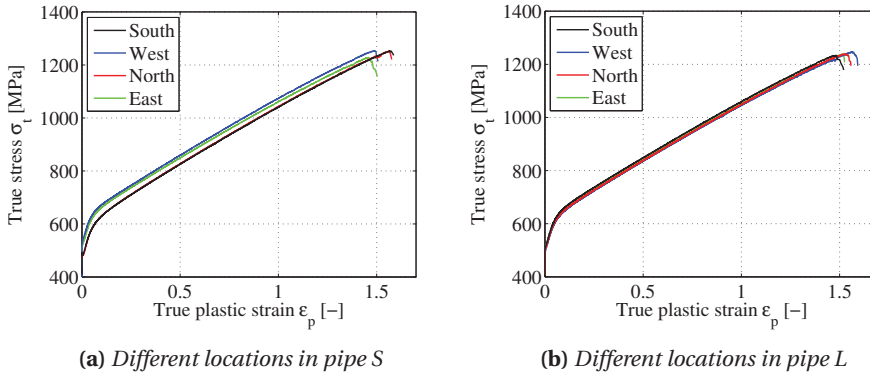 1400
1200
1000
800
600
400
True stress σt [MPa]
South
West
North
East
0
0.5
1
1.5
True plastic strain εp [−]
(a) Different locations in pipe S
1400
1200
1000
800
600
400
True stress σt [MPa]
South
West
North
East
0
0.5
1
1.5
True plastic strain εp [−]
(b) Different locations in pipe L